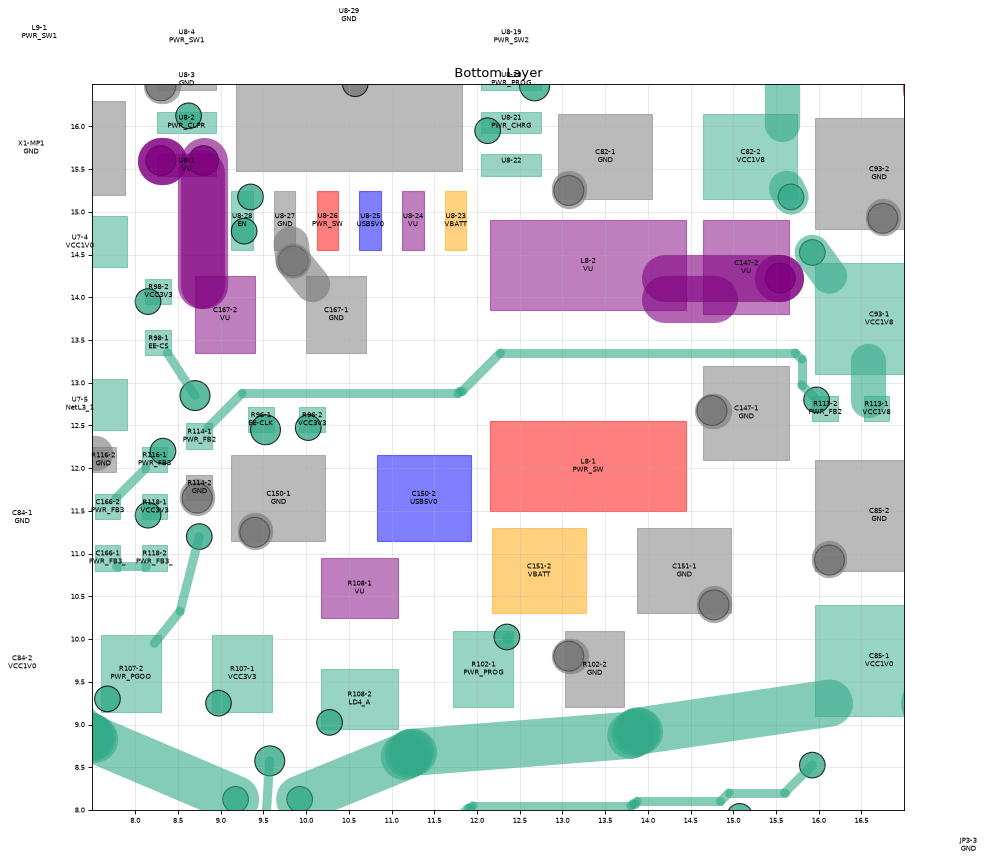 U8-29
GND
L9-1
PWR_SW1
U8-4
PWR_SW1
U8-19
PWR_SW2
Bottom Layer
U8-3
GND
PWR_PROG
U8-2
PWR_CLPR
U8-21
PWR_CHRG
X1-MP1
GND
U8-1
VU
U8-22
C82-1
GND
C82-2
VCC1V8
C93-2
GND
U8-28
EN
U8-27
GND
U8-26
PWR_SW
U8-25
USB5V0
U8-24
VU
U8-23
VBATT
U7-4
VCC1V0
L8-2
VU
C147-2
VU
R98-2
VCC3V3
C167-2
VU
C167-1
GND
C93-1
VCC1V8
R98-1
EE-CS
U7-5
NetL3_1
R96-1
EE-CLK
R96-2
VCC3V3
C147-1
GND
R113-2
PWR_FB2
R113-1
VCC1V8
R114-1
PWR_FB2
R116-2
GND
R116-1
PWR_FB3
L8-1
PWR_SW
R114-2
GND
C150-1
GND
C150-2
USB5V0
C84-1
GND
C166-2
PWR_FB3
R118-1
VCC3V3
C85-2
GND
C166-1
PWR_FB3_
R118-2
PWR_FB3_
C151-2
VBATT
C151-1
GND
R108-1
VU
C84-2
VCC1V0
R107-2
PWR_PGOO
R107-1
VCC3V3
R102-1
PWR_PROG
R102-2
GND
C85-1
VCC1V0
R108-2
LD4_A
JP3-3
GND
16.0
15.5
15.0
14.5
14.0
13.5
13.0
12.5
12.0
11.5
11.0
10.5
10.0
9.5
9.0
8.5
8.0
8.0 8.5 9.0 9.5 10.0 10.5 11.0 11.5 12.0 12.5 13.0 13.5 14.0 14.5 15.0 15.5 16.0 16.5